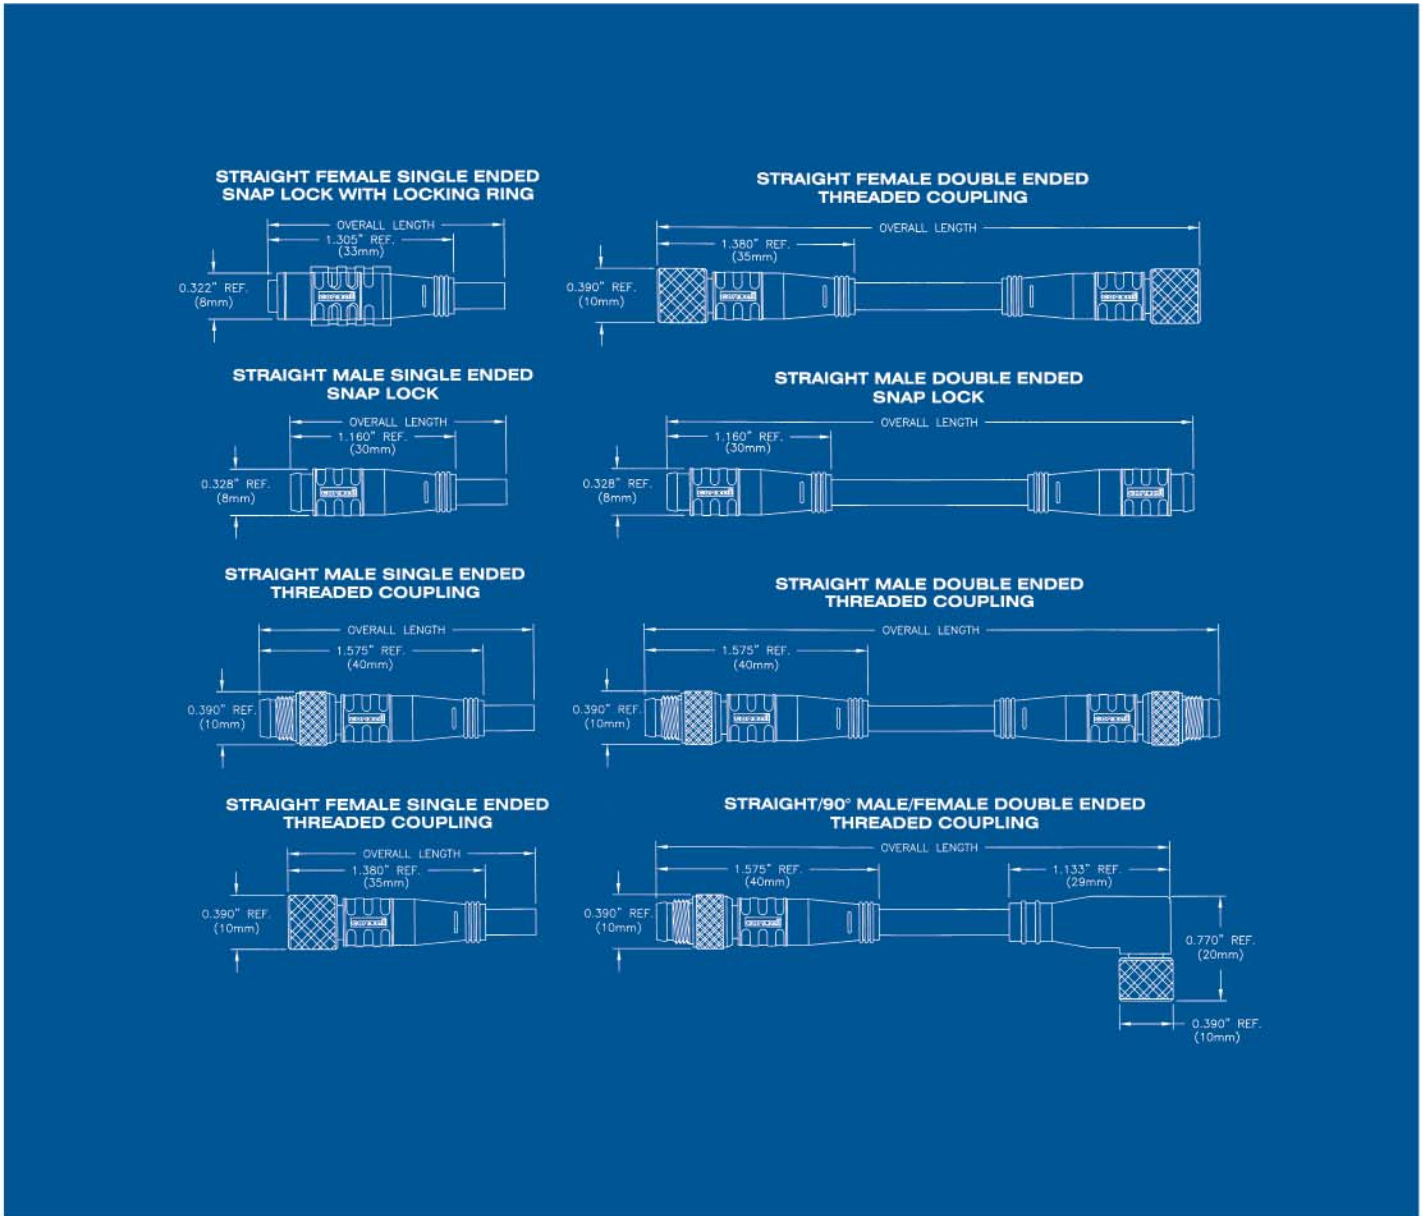 STRAIGHT FEMALE SINGLE ENDED
SNAP LOCK WITH LOCKING RING
OVERALL LENGTH
1.305" REF.
(33mm)
0.322" REF.
(8mm)
STRAIGHT FEMALE DOUBLE ENDED
THREADED COUPLING
OVERALL LENGTH
1.380" REF.
(35mm)
0.390" REF.
(10mm)
STRAIGHT MALE SINGLE ENDED
SNAP LOCK
OVERALL LENGTH
1.160" REF.
(30mm)
0.328" REF.
(8mm)
STRAIGHT MALE DOUBLE ENDED
SNAP LOCK
OVERALL LENGTH
1.160" REF.
(30mm)
0.328" REF.
(8mm)
STRAIGHT MALE SINGLE ENDED
THREADED COUPLING
OVERALL LENGTH
1.575" REF.
(40mm)
0.390" REF.
(10mm)
STRAIGHT MALE DOUBLE ENDED
THREADED COUPLING
OVERALL LENGTH
1.575" REF.
(40mm)
0.390" REF.
(10mm)
STRAIGHT FEMALE SINGLE ENDED
THREADED COUPLING
OVERALL LENGTH
1.380" REF.
(35mm)
0.390" REF.
(10mm)
STRAIGHT/90° MALE/FEMALE DOUBLE ENDED
THREADED COUPLING
OVERALL LENGTH
1.575" REF.
(40mm)
1.133" REF.
(29mm)
0.390" REF.
(10mm)
0.770" REF.
(20mm)
0.390" REF.
(10mm)